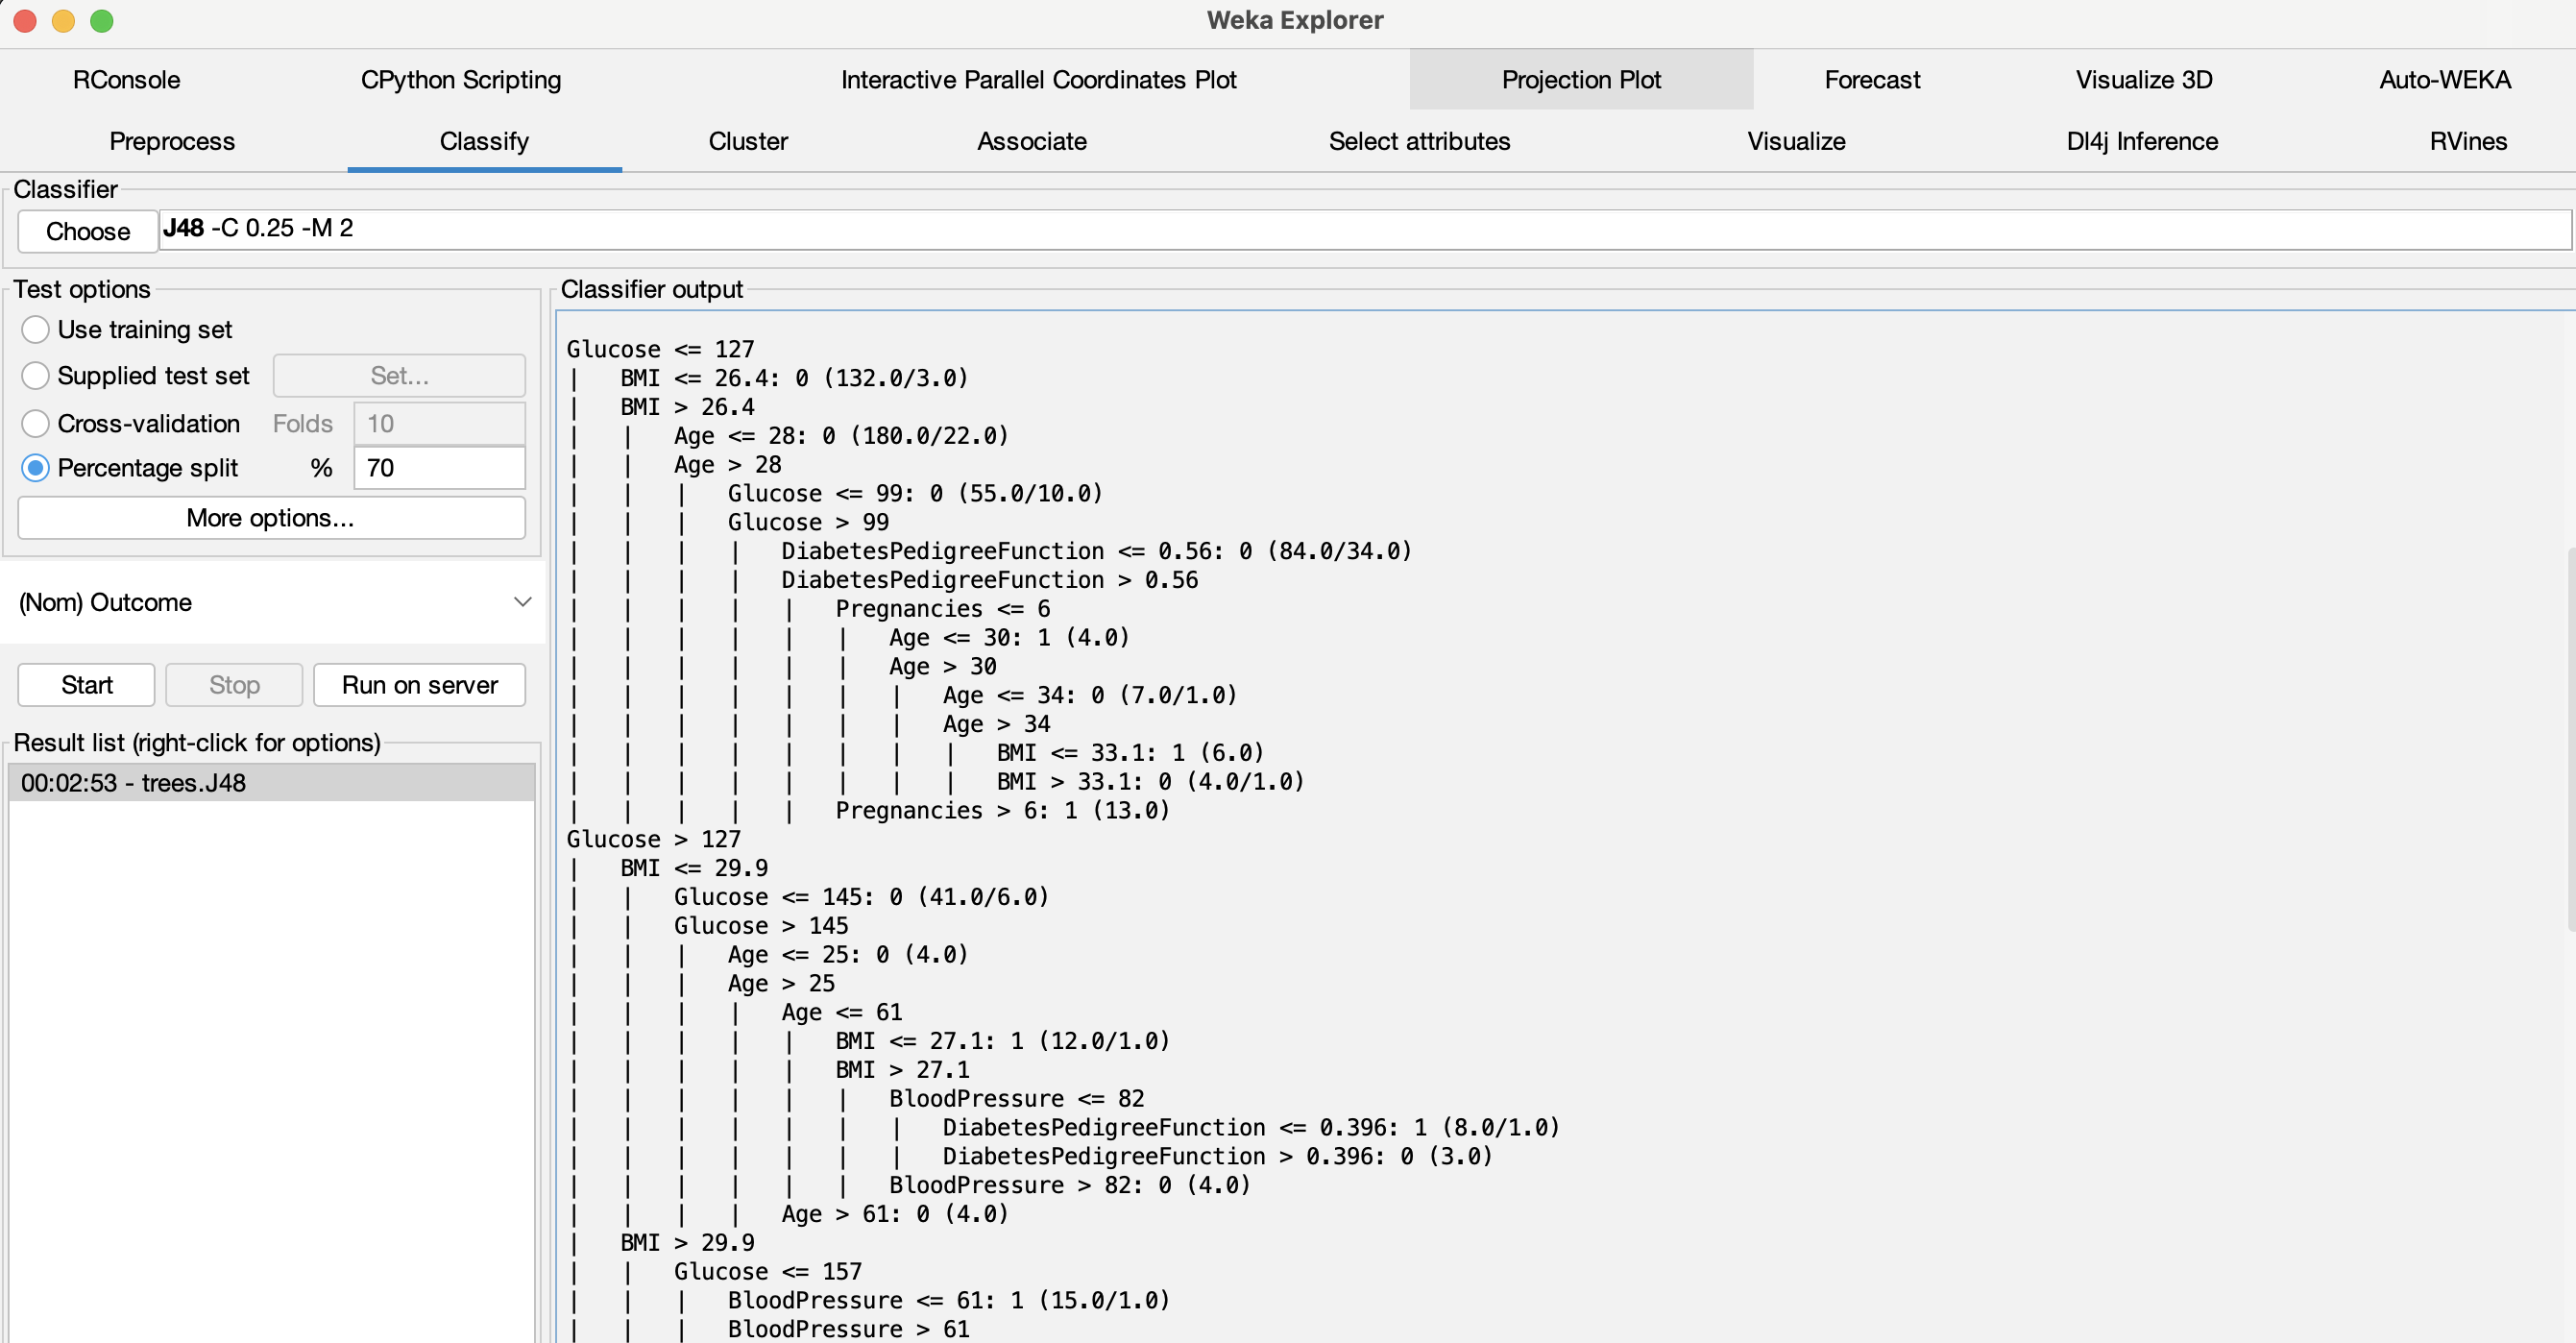 Weka Explorer
RConsole CPython Scripting Interactive Parallel Coordinates Plot Projection Plot Forecast Visualize 3D Auto-WEKA
Preprocess Classify Cluster Associate Select attributes Visualize Dl4j Inference RVines
Classifier
Choose J48 -C 0.25 -M 2
Test options
Use training set
Supplied test set Set...
Cross-validation Folds 10
Percentage split % 70
More options...
(Nom) Outcome
Start Stop Run on server
Result list (right-click for options)
00:02:53 - trees.J48
Classifier output
Glucose <= 127
|   BMI <= 26.4: 0 (132.0/3.0)
|   BMI > 26.4
|   |   Age <= 28: 0 (180.0/22.0)
|   |   Age > 28
|   |   |   Glucose <= 99: 0 (55.0/10.0)
|   |   |   Glucose > 99
|   |   |   |   DiabetesPedigreeFunction <= 0.56: 0 (84.0/34.0)
|   |   |   |   DiabetesPedigreeFunction > 0.56
|   |   |   |   |   Pregnancies <= 6
|   |   |   |   |   |   Age <= 30: 1 (4.0)
|   |   |   |   |   |   Age > 30
|   |   |   |   |   |   |   Age <= 34: 0 (7.0/1.0)
|   |   |   |   |   |   |   Age > 34
|   |   |   |   |   |   |   |   BMI <= 33.1: 1 (6.0)
|   |   |   |   |   |   |   |   BMI > 33.1: 0 (4.0/1.0)
|   |   |   |   |   Pregnancies > 6: 1 (13.0)
Glucose > 127
|   BMI <= 29.9
|   |   Glucose <= 145: 0 (41.0/6.0)
|   |   Glucose > 145
|   |   |   Age <= 25: 0 (4.0)
|   |   |   Age > 25
|   |   |   |   Age <= 61
|   |   |   |   |   BMI <= 27.1: 1 (12.0/1.0)
|   |   |   |   |   BMI > 27.1
|   |   |   |   |   |   BloodPressure <= 82
|   |   |   |   |   |   |   DiabetesPedigreeFunction <= 0.396: 1 (8.0/1.0)
|   |   |   |   |   |   |   DiabetesPedigreeFunction > 0.396: 0 (3.0)
|   |   |   |   |   |   BloodPressure > 82: 0 (4.0)
|   |   |   |   Age > 61: 0 (4.0)
|   BMI > 29.9
|   |   Glucose <= 157
|   |   |   BloodPressure <= 61: 1 (15.0/1.0)
|   |   |   BloodPressure > 61